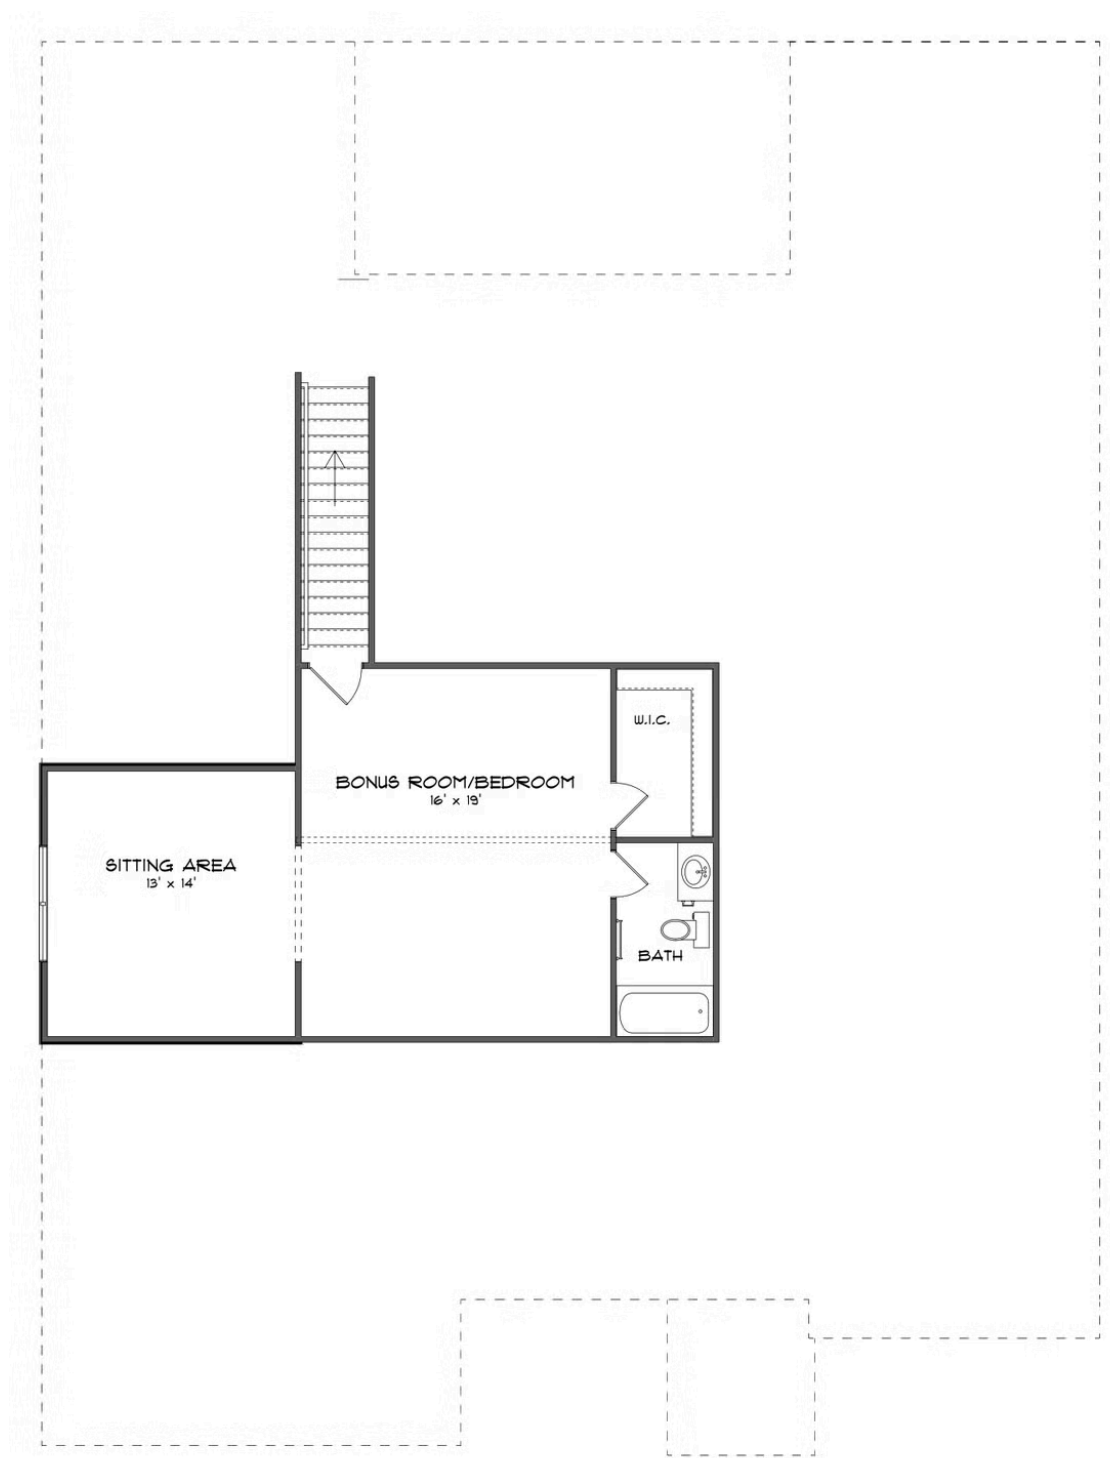 W.I.C.
BONUS ROOM/BEDROOM
16' x 19'
SITTING AREA
13' x 14'
BATH